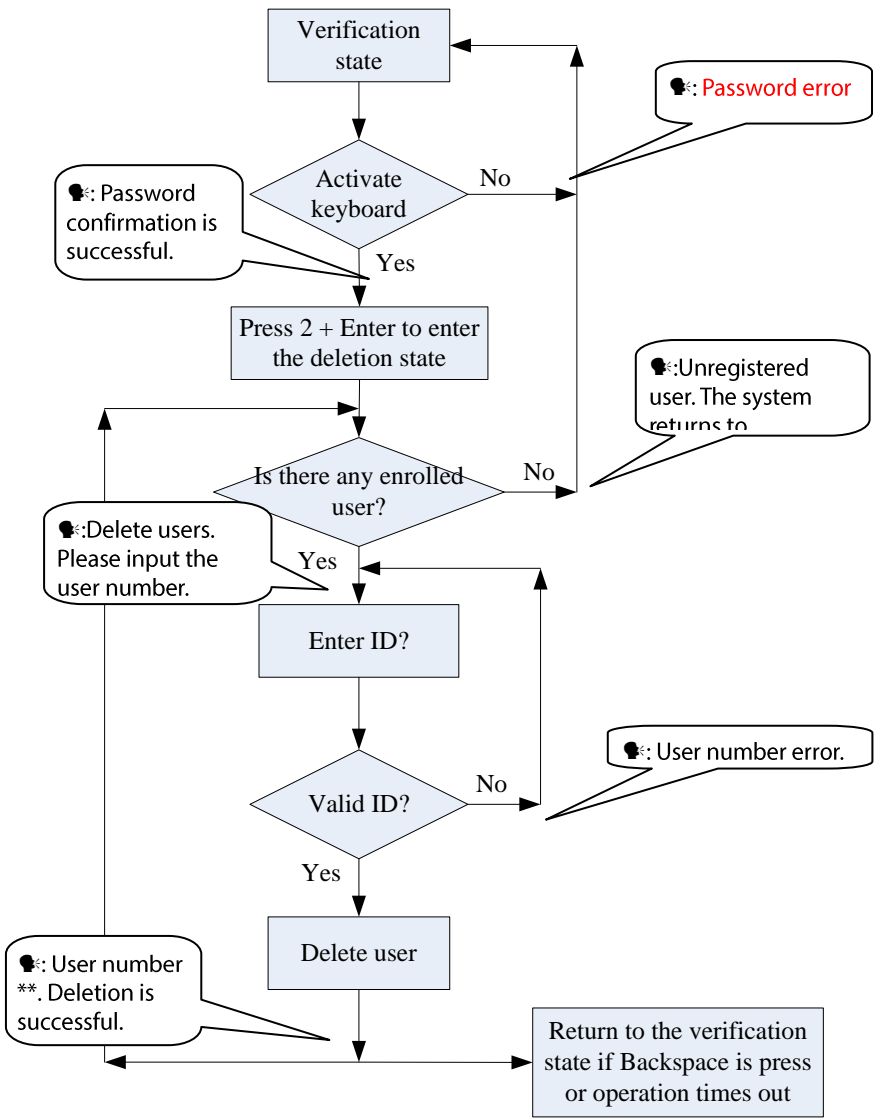 Verification
state
: Password error
Activate
keyboard
No
: Password
confirmation is
successful.
Yes
Press 2 + Enter to enter
the deletion state
:Unregistered
user. The system
returns to
Is there any enrolled
user?
No
:Delete users.
Please input the
user number.
Yes
Enter ID?
: User number error.
Valid ID?
No
Yes
Delete user
: User number
**. Deletion is
successful.
Return to the verification
state if Backspace is press
or operation times out